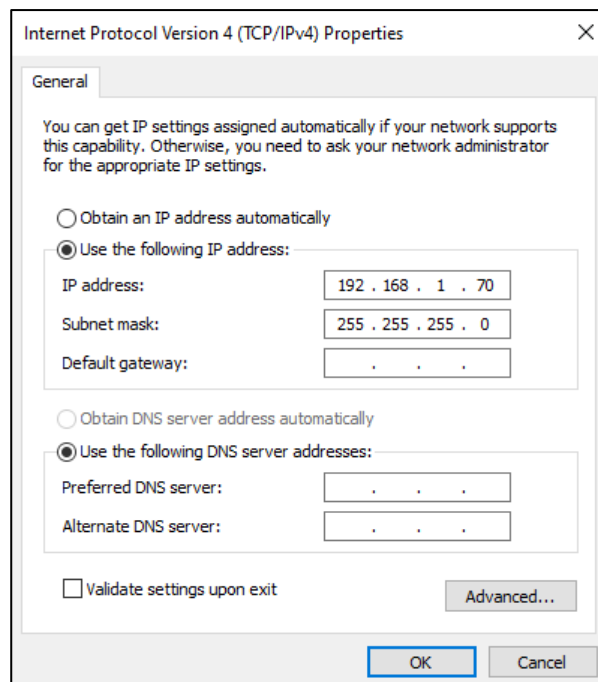 Internet Protocol Version 4 (TCP/IPv4) Properties
General
You can get IP settings assigned automatically if your network supports
this capability. Otherwise, you need to ask your network administrator
for the appropriate IP settings.
Obtain an IP address automatically
Use the following IP address:
IP address: 192 . 168 . 1 . 70
Subnet mask: 255 . 255 . 255 . 0
Default gateway: . . .
Obtain DNS server address automatically
Use the following DNS server addresses:
Preferred DNS server: . . .
Alternate DNS server: . . .
Validate settings upon exit
Advanced...
OK Cancel